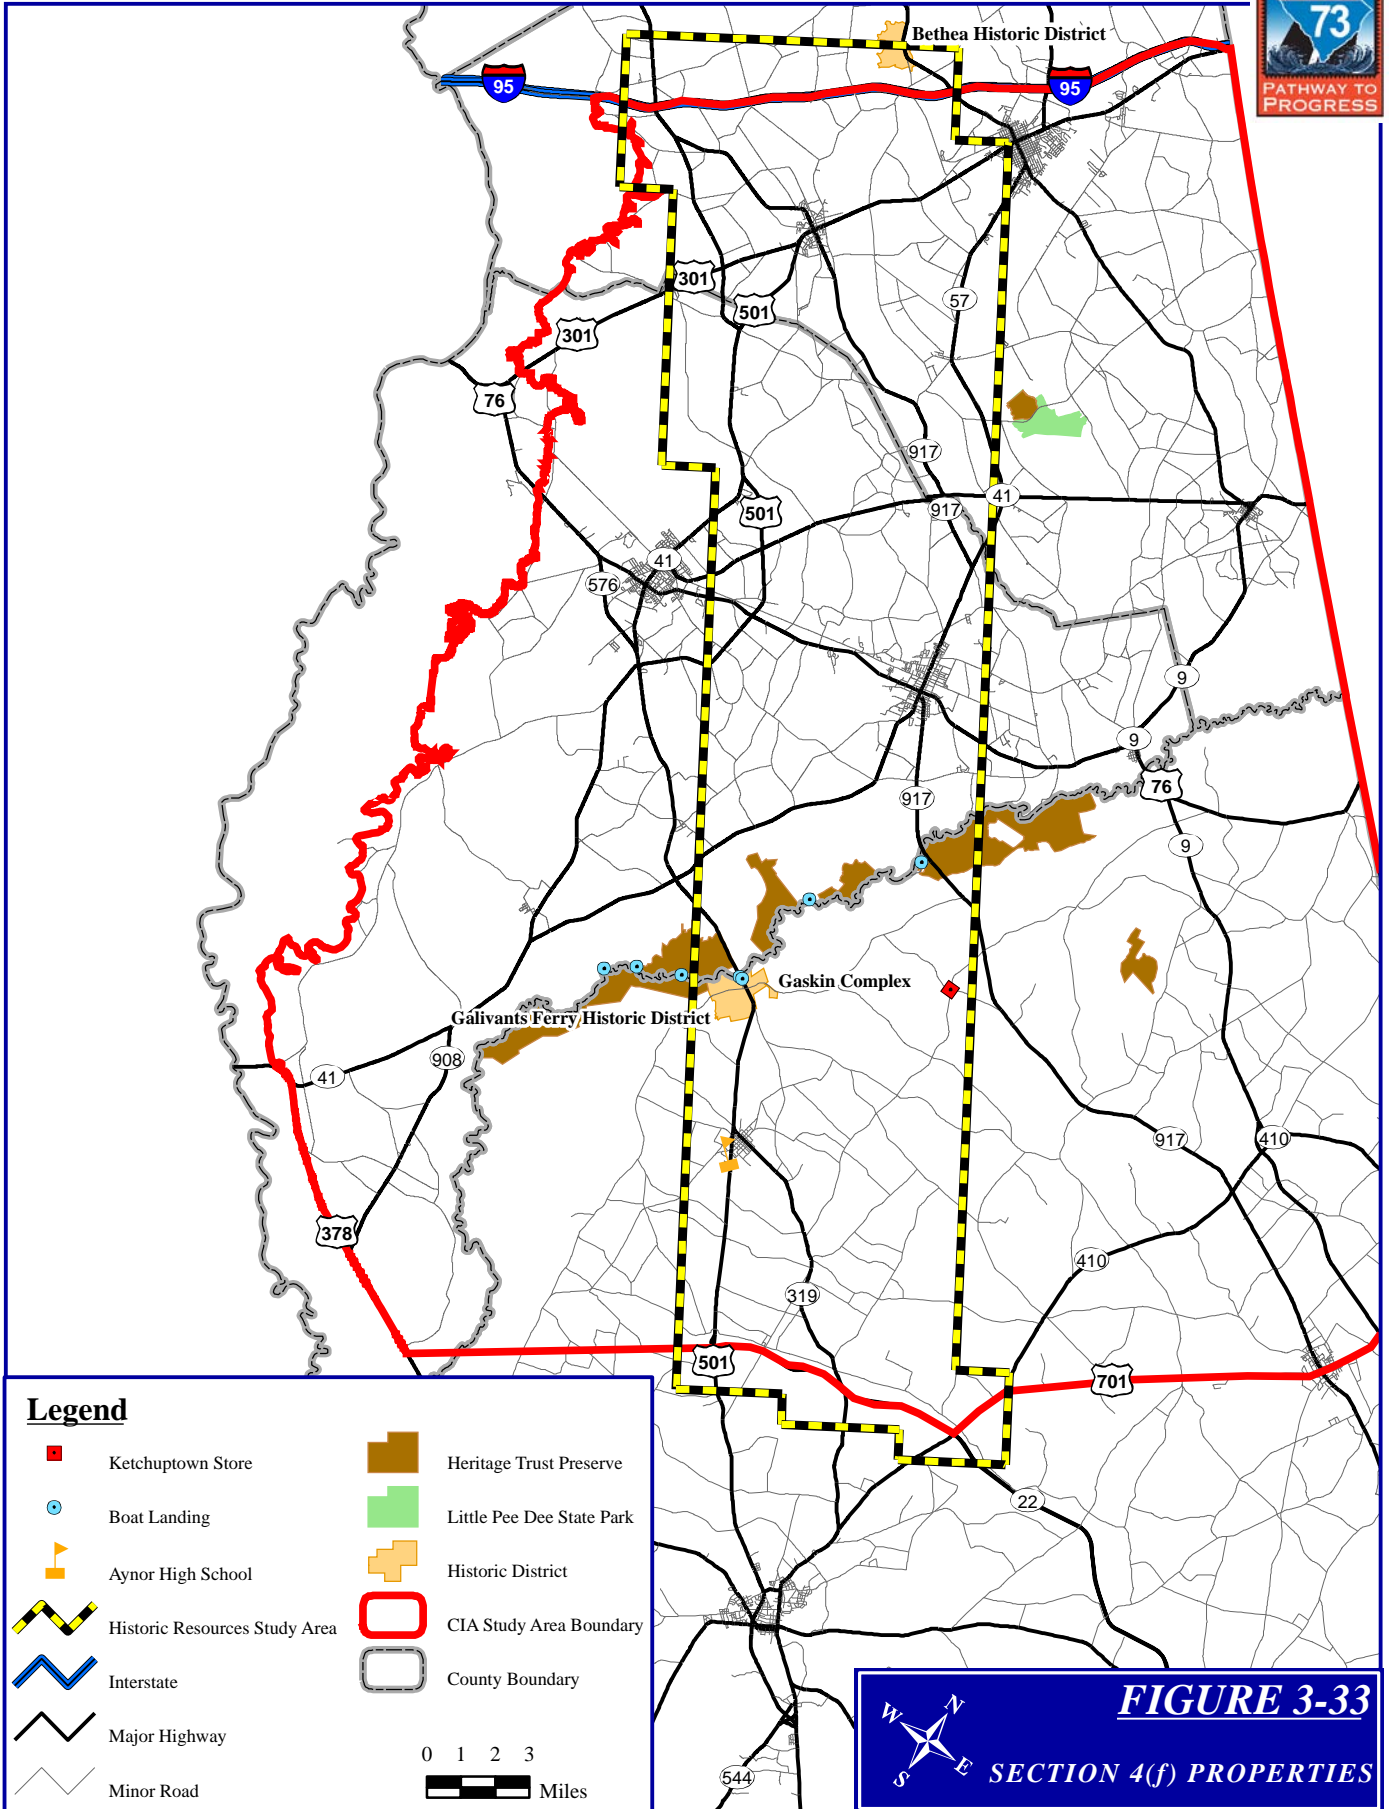 73
PATHWAY TO
PROGRESS
Bethea Historic District
95
95
301
301
501
57
76
917
501
917
41
41
576
9
9
76
917
9
Gaskin Complex
Galivants Ferry Historic District
908
41
917
410
378
410
319
501
701
22
544
Legend
Ketchuptown Store
Boat Landing
Aynor High School
Historic Resources Study Area
Interstate
Major Highway
Minor Road
Heritage Trust Preserve
Little Pee Dee State Park
Historic District
CIA Study Area Boundary
County Boundary
0 1 2 3
Miles
W N
S E
FIGURE 3-33
SECTION 4(f) PROPERTIES